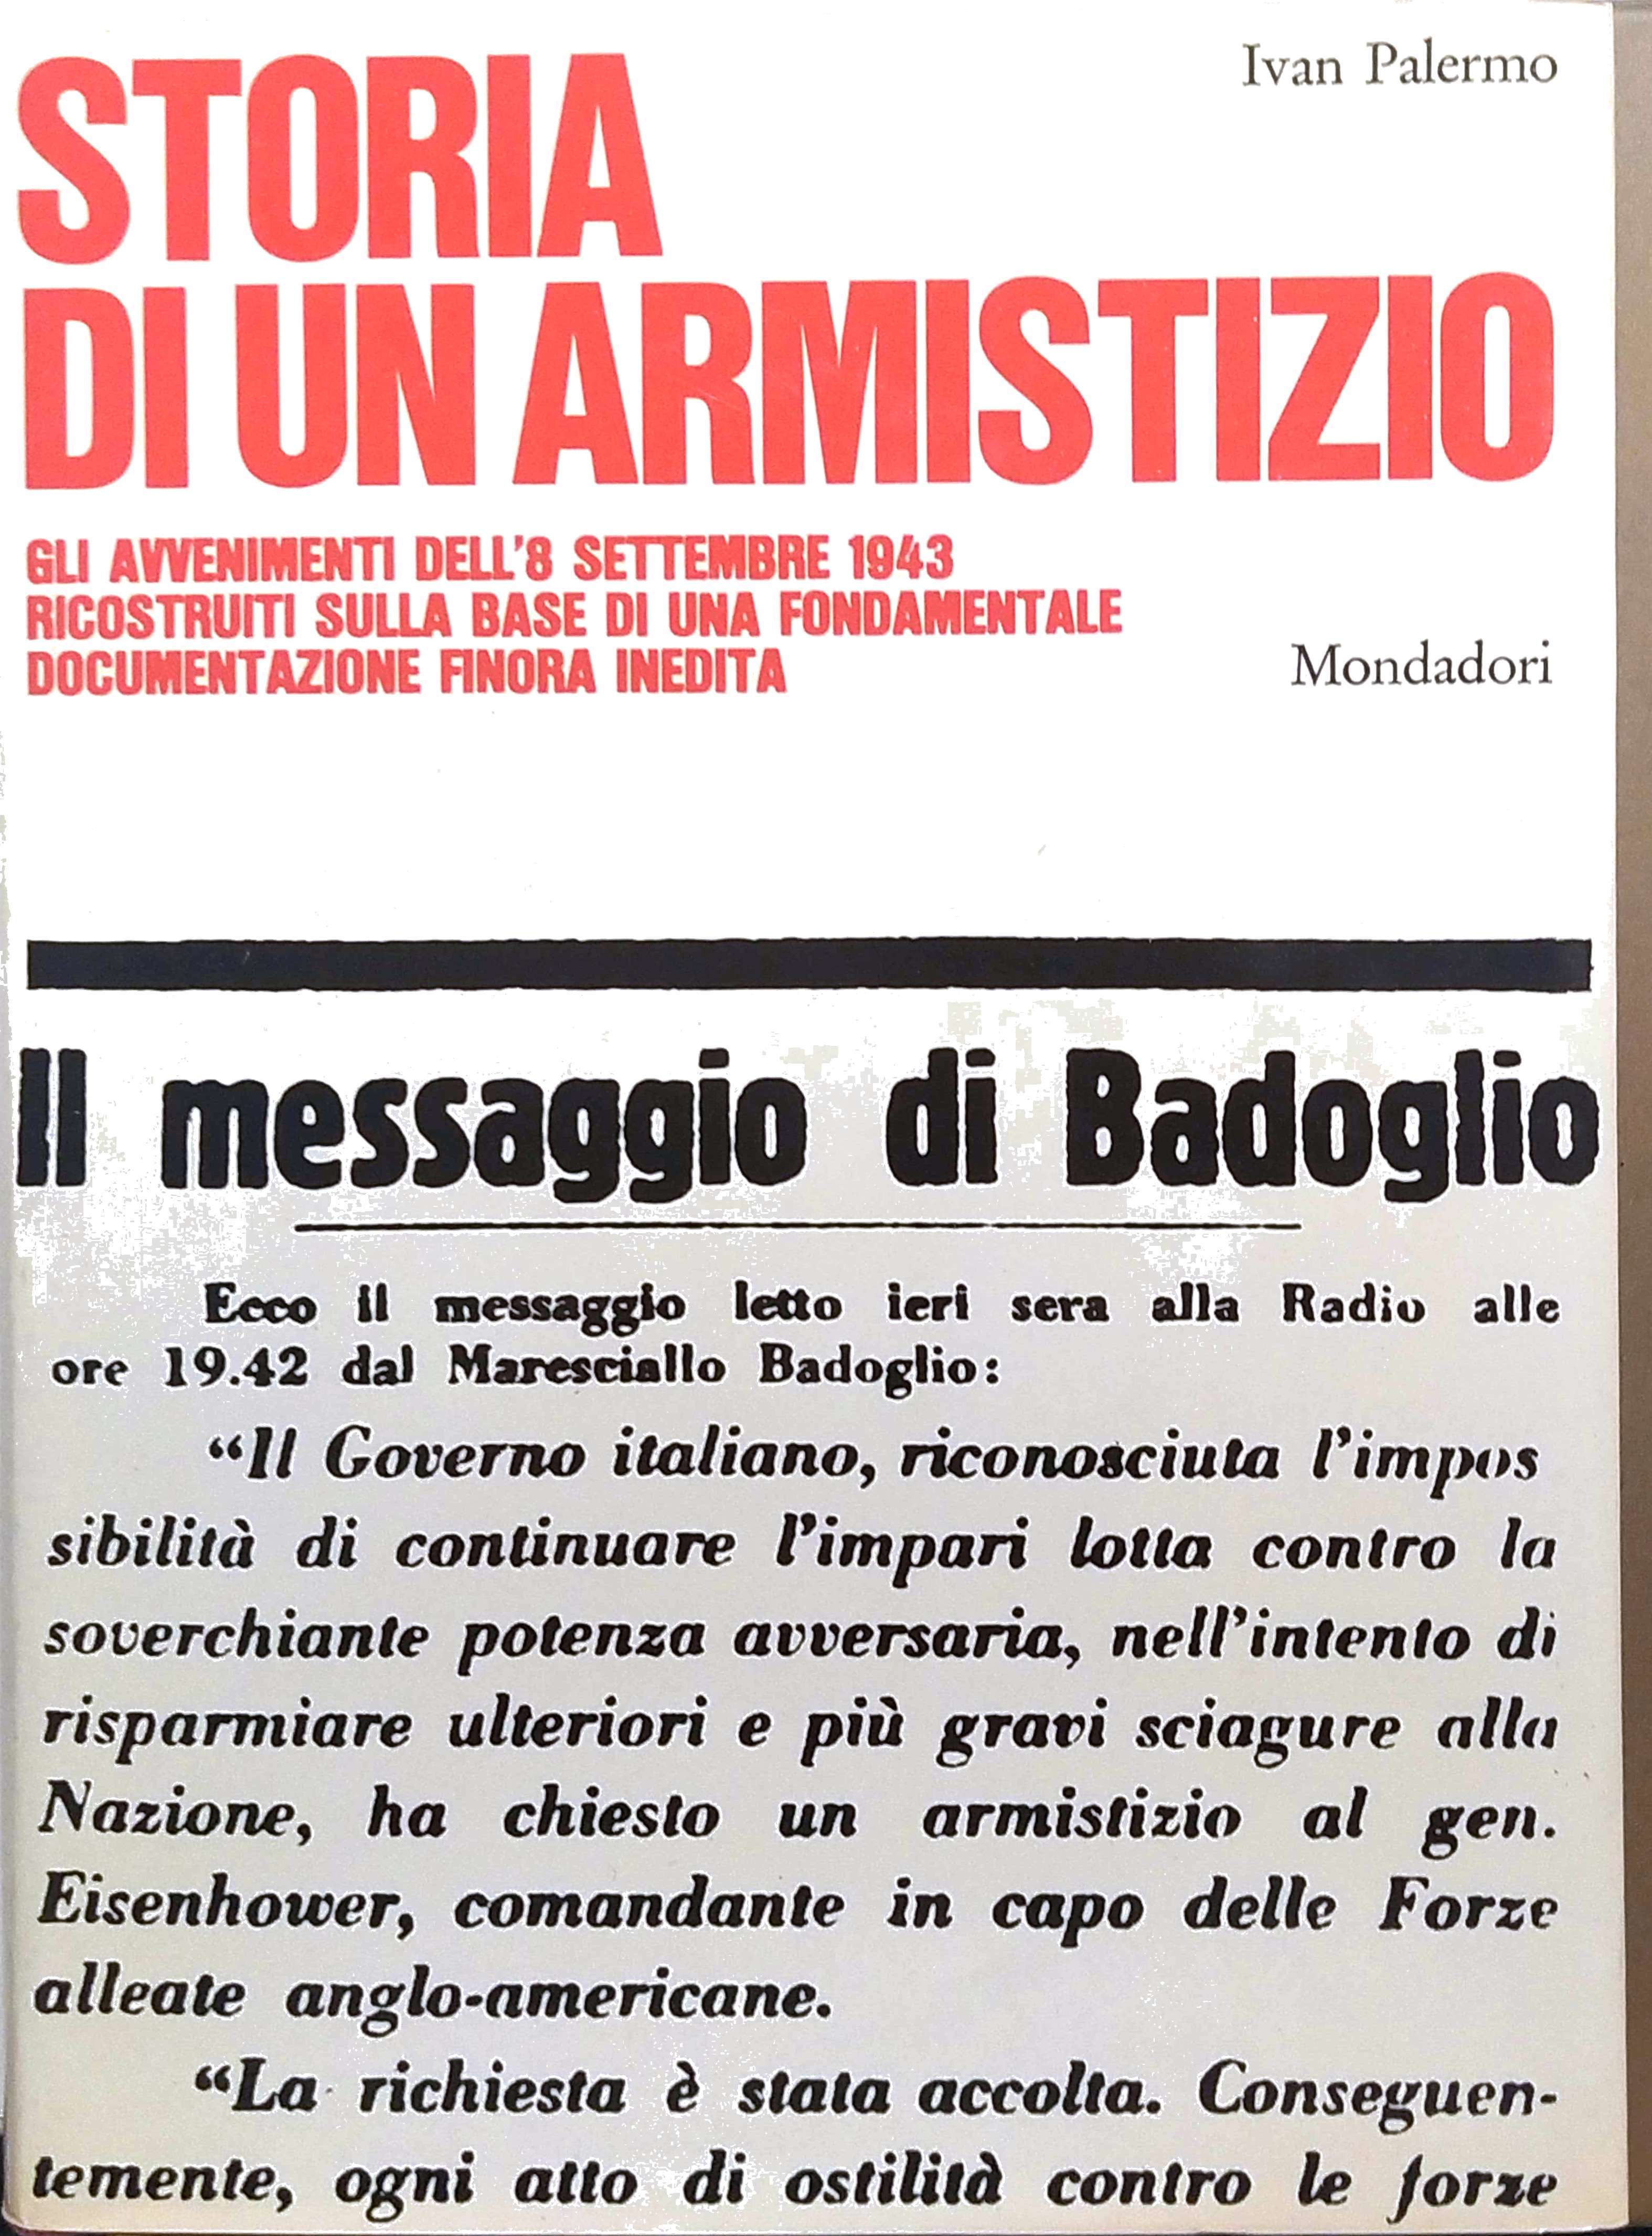 Ivan Palermo
STORIA
DI UN ARMISTIZIO
GLI AVVENIMENTI DELL'8 SETTEMBRE 1943
RICOSTRUITI SULLA BASE DI UNA FONDAMENTALE
DOCUMENTAZIONE FINORA INEDITA
Mondadori
Il messaggio di Badoglio
Ecco il messaggio letto ieri sera alla Radio alle
ore 19.42 dal Maresciallo Badoglio:
“Il Governo italiano, riconosciuta l'impos
sibilità di continuare l'impari lotta contro la
soverchiante potenza avversaria, nell'intento di
risparmiare ulteriori e più gravi sciagure alla
Nazione, ha chiesto un armistizio al gen.
Eisenhower, comandante in capo delle Forze
alleate anglo-americane.
“La richiesta è stata accolta. Conseguen-
temente, ogni atto di ostilità contro le forze